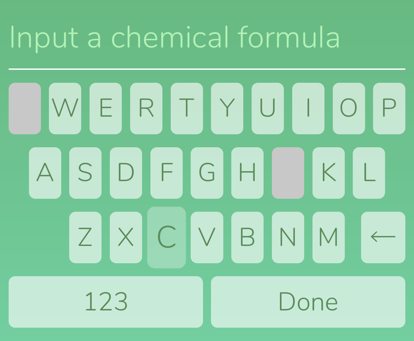 Input a chemical formula
W E R T Y U I O P
A S D F G H K L
Z X C V B N M ←
123 Done